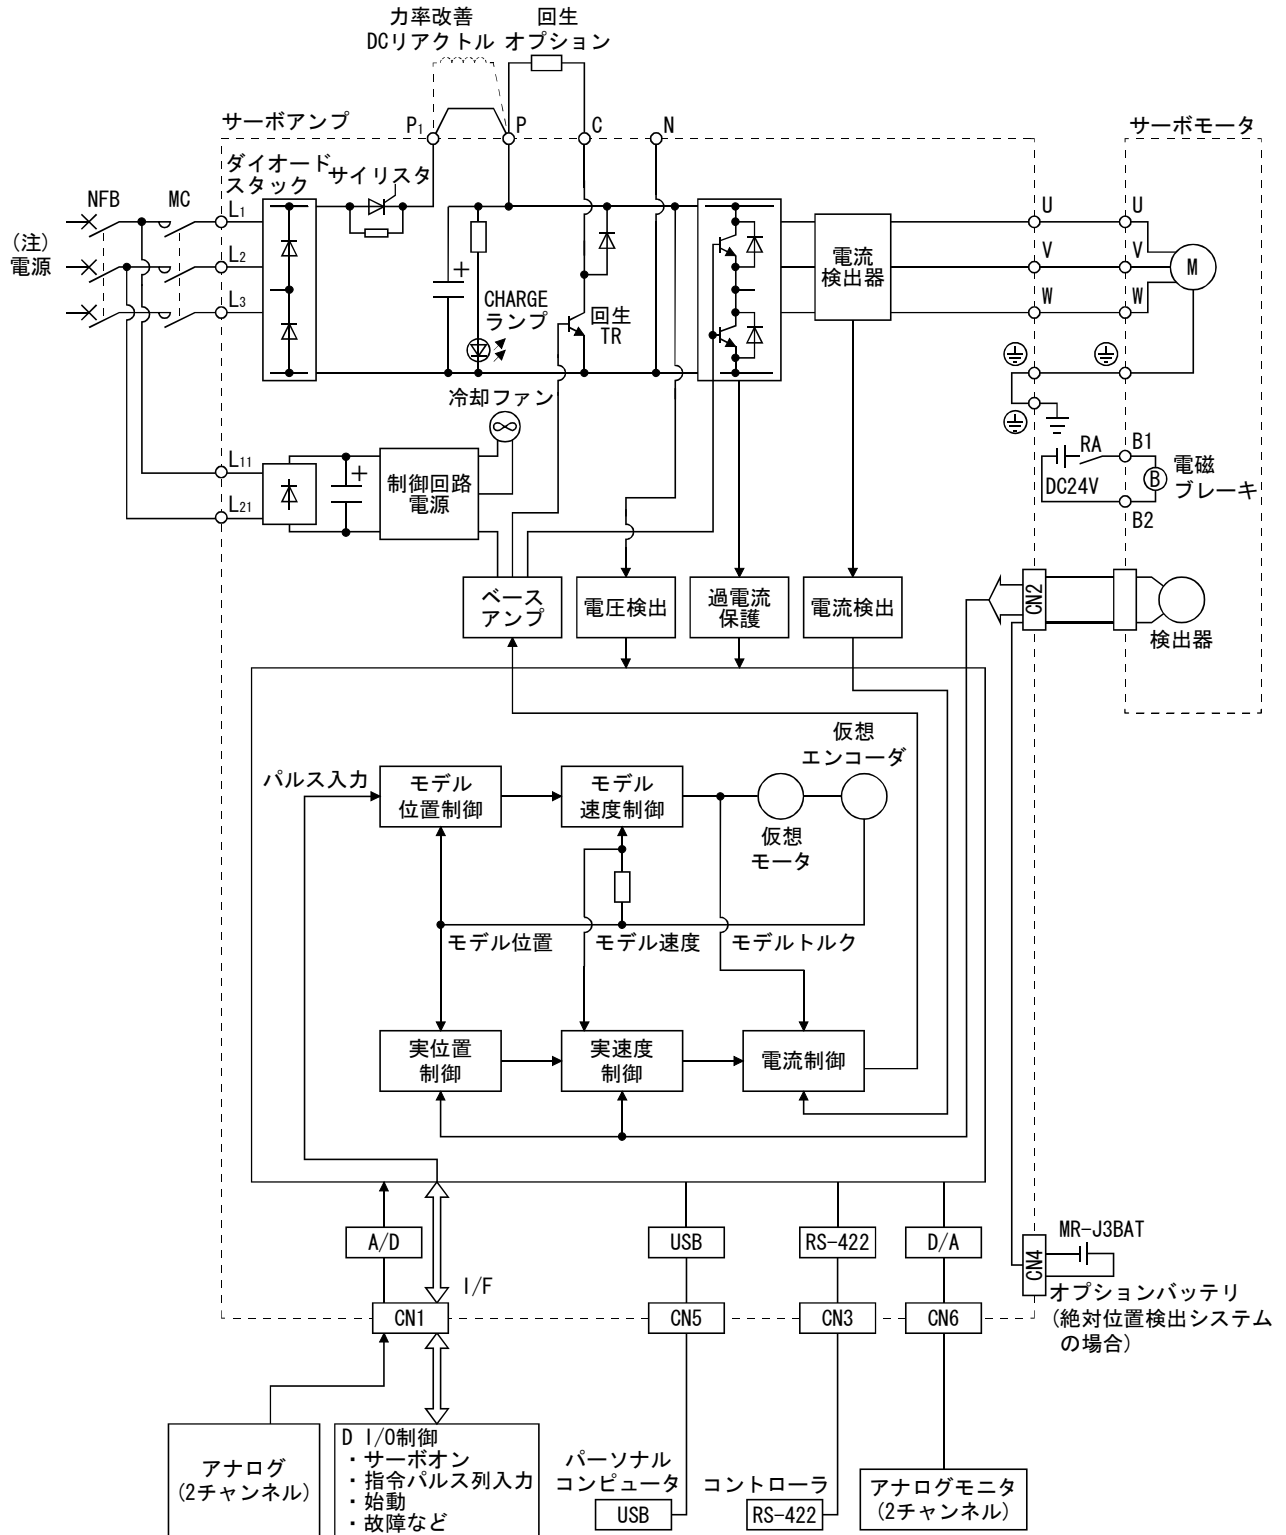 力率改善
DCリアクトル
回生
オプション
サーボアンプ
P1
P
C
N
サーボモータ
ダイオード
スタック
サイリスタ
NFB
MC
(注)
電源
L1
L2
L3
CHARGE
ランプ
回生
TR
電流
検出器
U
V
W
U
V
W
M
冷却ファン
L11
L21
制御回路
電源
RA
DC24V
B1
B
B2
電磁
ブレーキ
ベース
アンプ
電圧検出
過電流
保護
電流検出
CN2
検出器
パルス入力
モデル
位置制御
モデル
速度制御
仮想
エンコーダ
仮想
モータ
モデル位置
モデル速度
モデルトルク
実位置
制御
実速度
制御
電流制御
A/D
I/F
USB
RS-422
D/A
CN4
MR-J3BAT
オプションバッテリ
(絶対位置検出システム
の場合)
CN1
CN5
CN3
CN6
アナログ
(2チャンネル)
D I/O制御
・サーボオン
・指令パルス列入力
・始動
・故障など
パーソナル
コンピュータ
USB
コントローラ
RS-422
アナログモニタ
(2チャンネル)